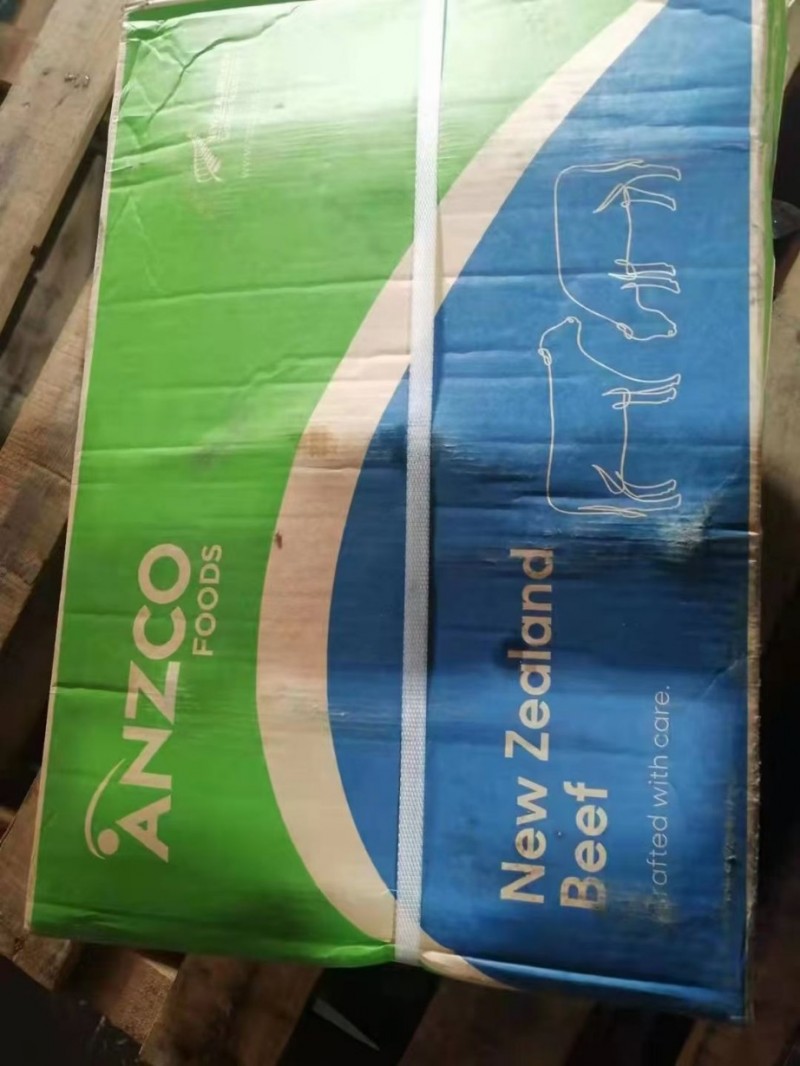 ANZCO
FOODS
New Zealand
Beef
rafted with care.